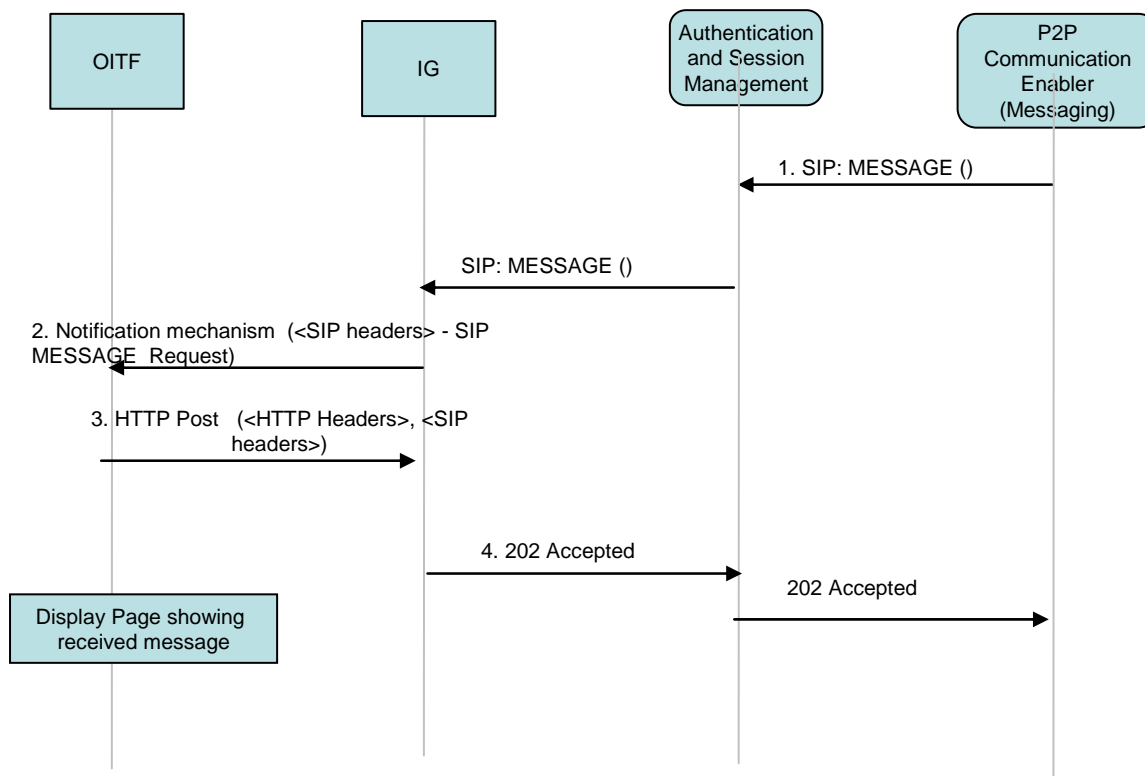 OITF
IG
Authentication
and Session
Management
P2P
Communication
Enabler
(Messaging)
1. SIP: MESSAGE ()
SIP: MESSAGE ()
2. Notification mechanism (<SIP headers> - SIP
MESSAGE Request)
3. HTTP Post (<HTTP Headers>, <SIP
headers>)
4. 202 Accepted
202 Accepted
Display Page showing
received message